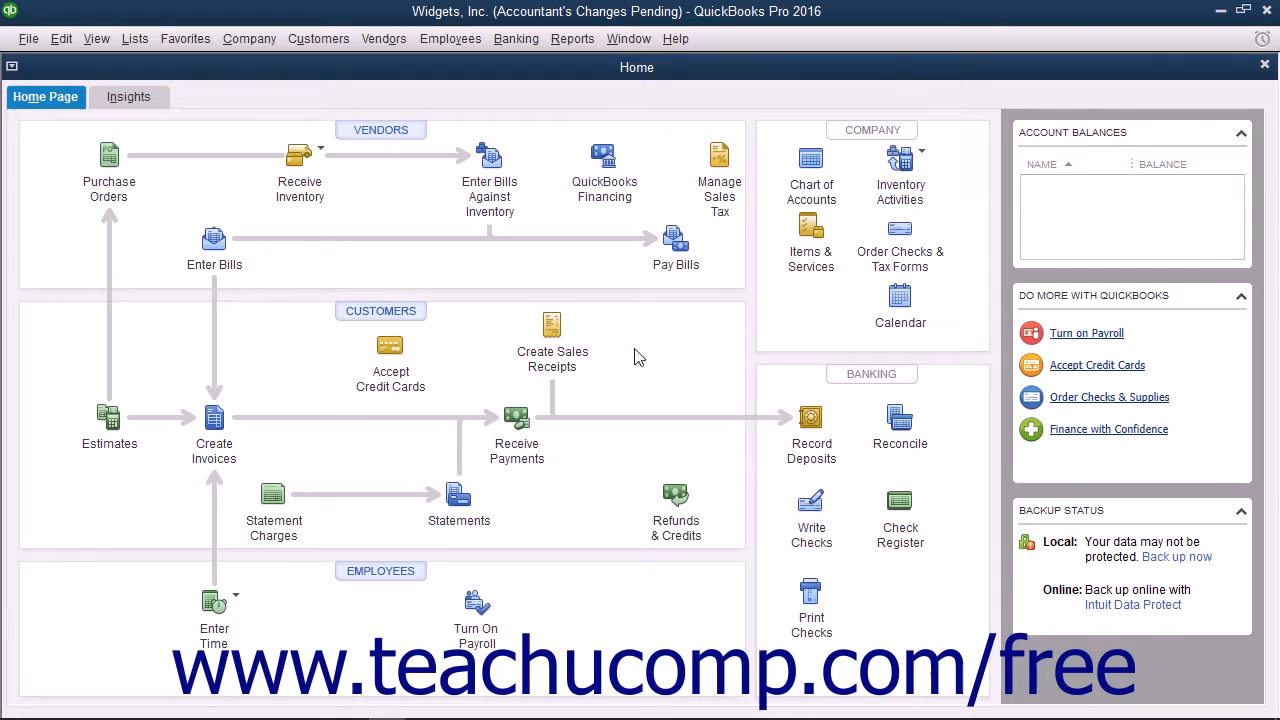 Widgets, Inc. (Accountant's Changes Pending) - QuickBooks Pro 2016
File Edit View Lists Favorites Company Customers Vendors Employees Banking Reports Window Help
Home
Home Page Insights
VENDORS
Purchase
Orders
Receive
Inventory
Enter Bills
Against
Inventory
QuickBooks
Financing
Manage
Sales
Tax
Enter Bills
Pay Bills
CUSTOMERS
Accept
Credit Cards
Create Sales
Receipts
Estimates
Create
Invoices
Receive
Payments
Statement
Charges
Statements
Refunds
& Credits
EMPLOYEES
Enter
Time
Turn On
Payroll
COMPANY
Chart of
Accounts
Inventory
Activities
Items &
Services
Order Checks &
Tax Forms
Calendar
BANKING
Record
Deposits
Reconcile
Write
Checks
Check
Register
Print
Checks
ACCOUNT BALANCES
NAME BALANCE
DO MORE WITH QUICKBOOKS
Turn on Payroll
Accept Credit Cards
Order Checks & Supplies
Finance with Confidence
BACKUP STATUS
Local: Your data may not be
protected. Back up now
Online: Back up online with
Intuit Data Protect
www.teachucomp.com/free